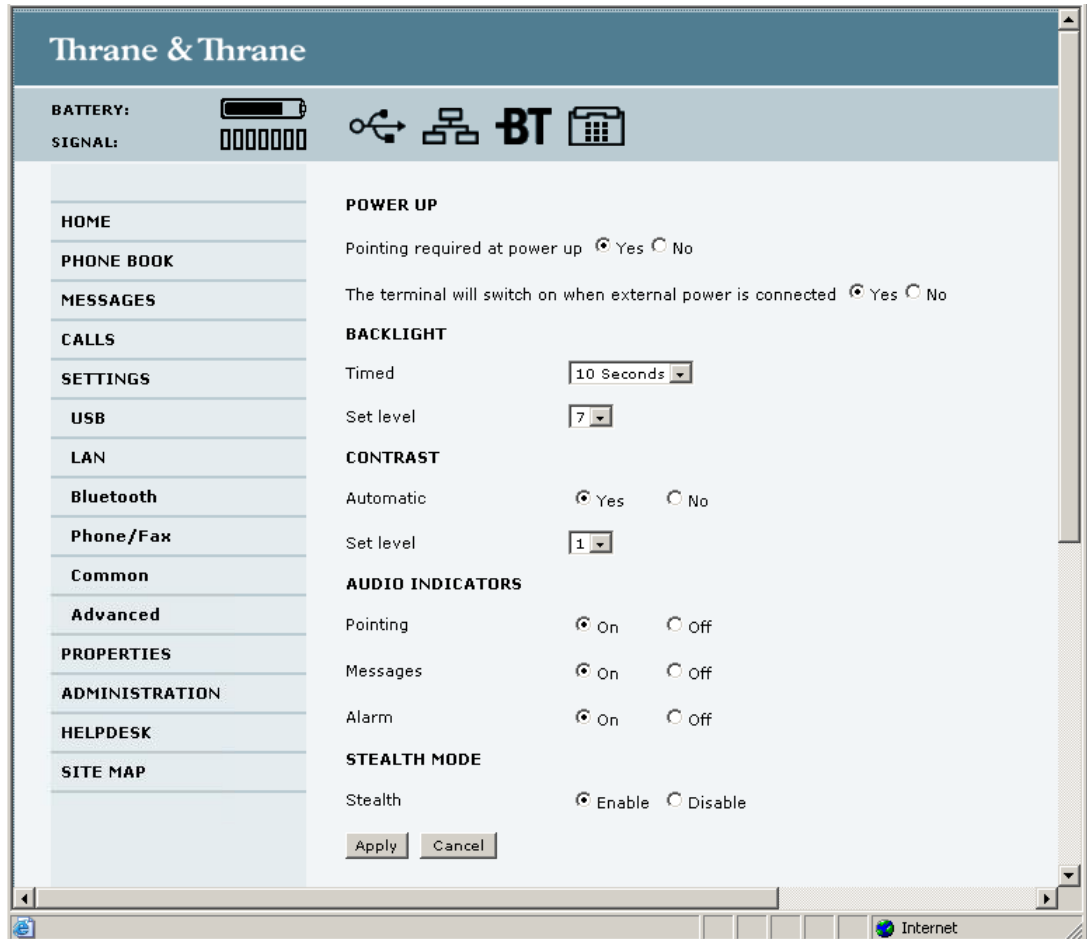 Thrane & Thrane
BATTERY:
SIGNAL:
BT
HOME
PHONE BOOK
MESSAGES
CALLS
SETTINGS
USB
LAN
Bluetooth
Phone/Fax
Common
Advanced
PROPERTIES
ADMINISTRATION
HELPDESK
SITE MAP
POWER UP
Pointing required at power up Yes No
The terminal will switch on when external power is connected Yes No
BACKLIGHT
Timed 10 Seconds
Set level 7
CONTRAST
Automatic Yes No
Set level 1
AUDIO INDICATORS
Pointing On Off
Messages On Off
Alarm On Off
STEALTH MODE
Stealth Enable Disable
Apply Cancel
Internet